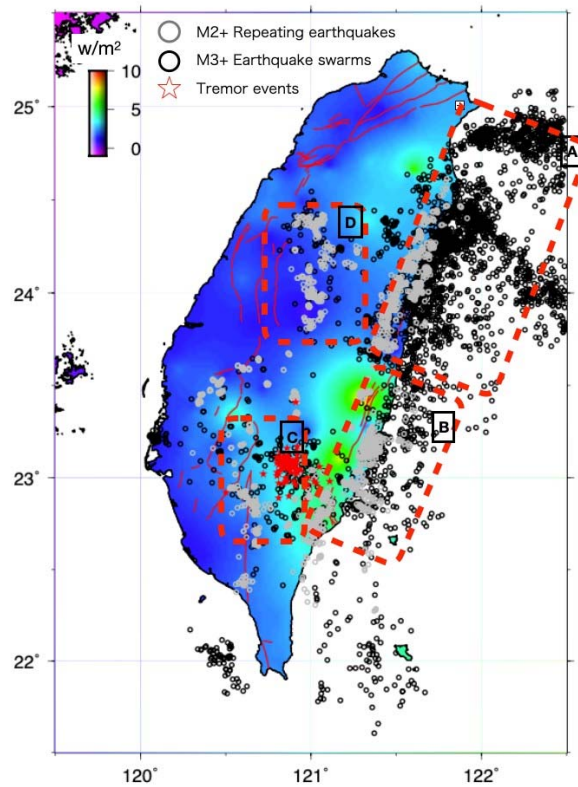 w/m²
M2+ Repeating earthquakes
M3+ Earthquake swarms
Tremor events
10
5
0
25°
24°
23°
22°
A
D
B
C
120°
121°
122°